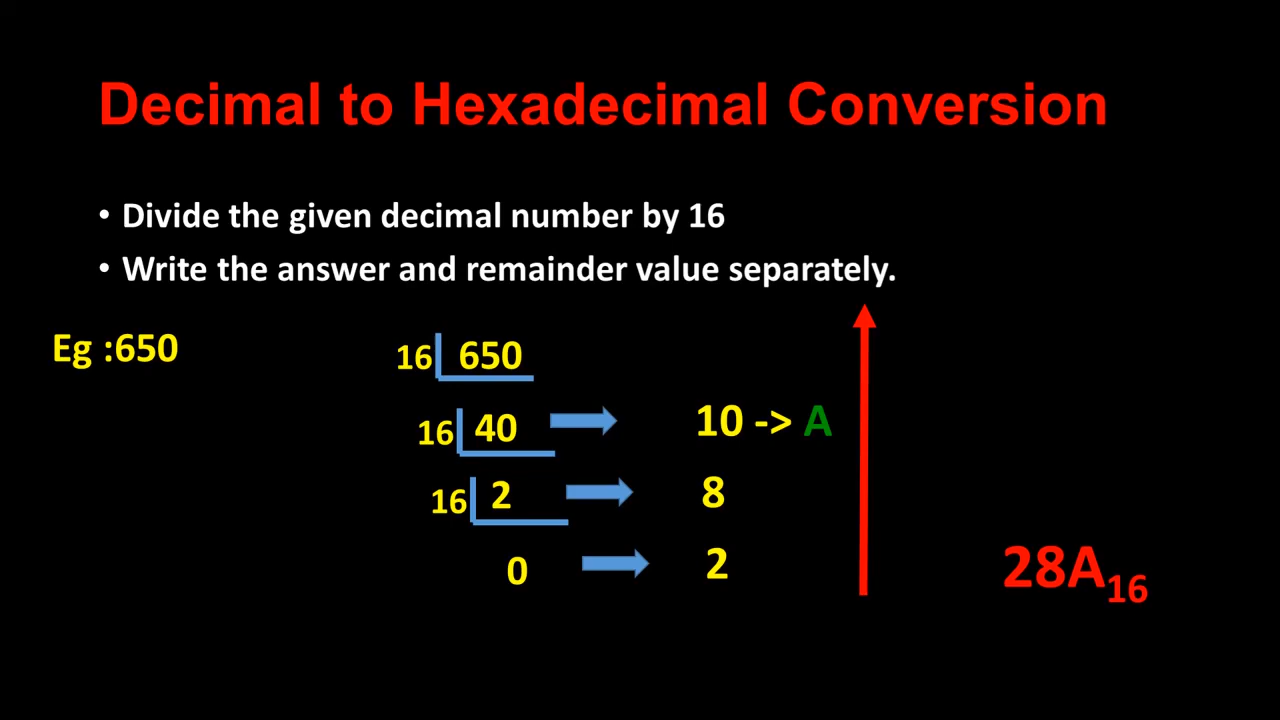 Decimal to Hexadecimal Conversion
• Divide the given decimal number by 16
• Write the answer and remainder value separately.
Eg :650
16 650
16 40 10 -> A
16 2 8
0 2
28A16